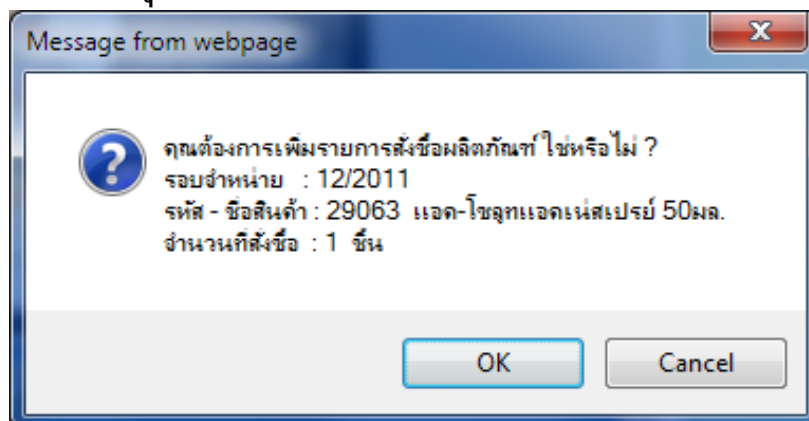 Message from webpage
คุณต้องการเพิ่มรายการสั่งซื้อผลิตภัณฑ์ ใช่หรือไม่ ?
รอบจำหน่าย : 12/2011
รหัส - ชื่อสินค้า : 29063 แอด-โซลูทแอดเน่สเปรย์ 50มล.
จำนวนที่สั่งซื้อ : 1 ชิ้น
OK
Cancel